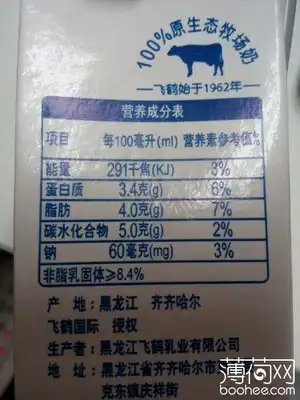 100%原生态牧场奶
飞鹤始于1962年
营养成分表
项目 每100毫升(ml) 营养素参考值%
能量 291千焦(KJ) 3%
蛋白质 3.4克(g) 6%
脂肪 4.0克(g) 7%
碳水化合物 5.0克(g) 2%
钠 60毫克(mg) 3%
非脂乳固体≥8.4%
产 地：黑龙江 齐齐哈尔
飞鹤国际 授权
生产者：黑龙江飞鹤乳业有限公司
地 址：黑龙江省齐齐哈尔市
克东镇庆祥街
薄荷网
boohee.com